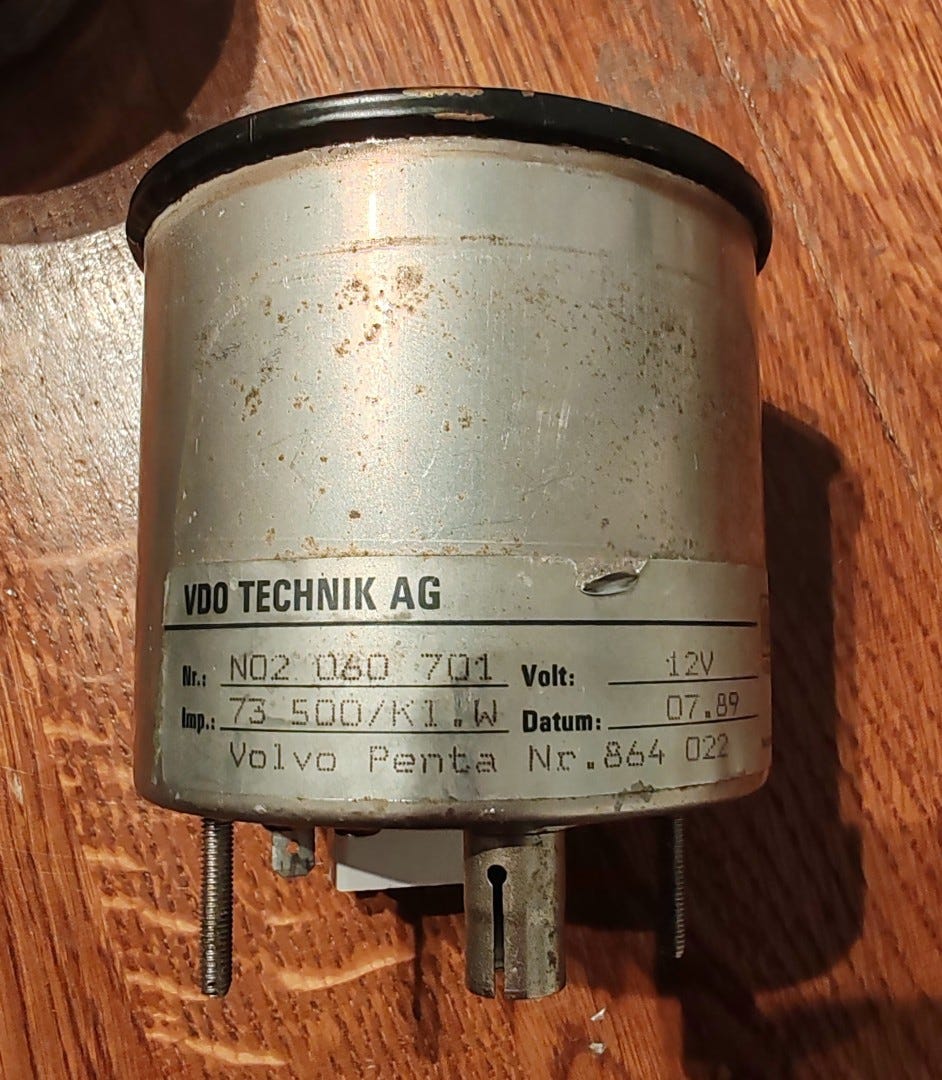 VDO TECHNIK AG
Nr.: N02 060 701 Volt: 12V
Imp.: 73 500/Kl.W Datum: 07.89
Volvo Penta Nr.864 022